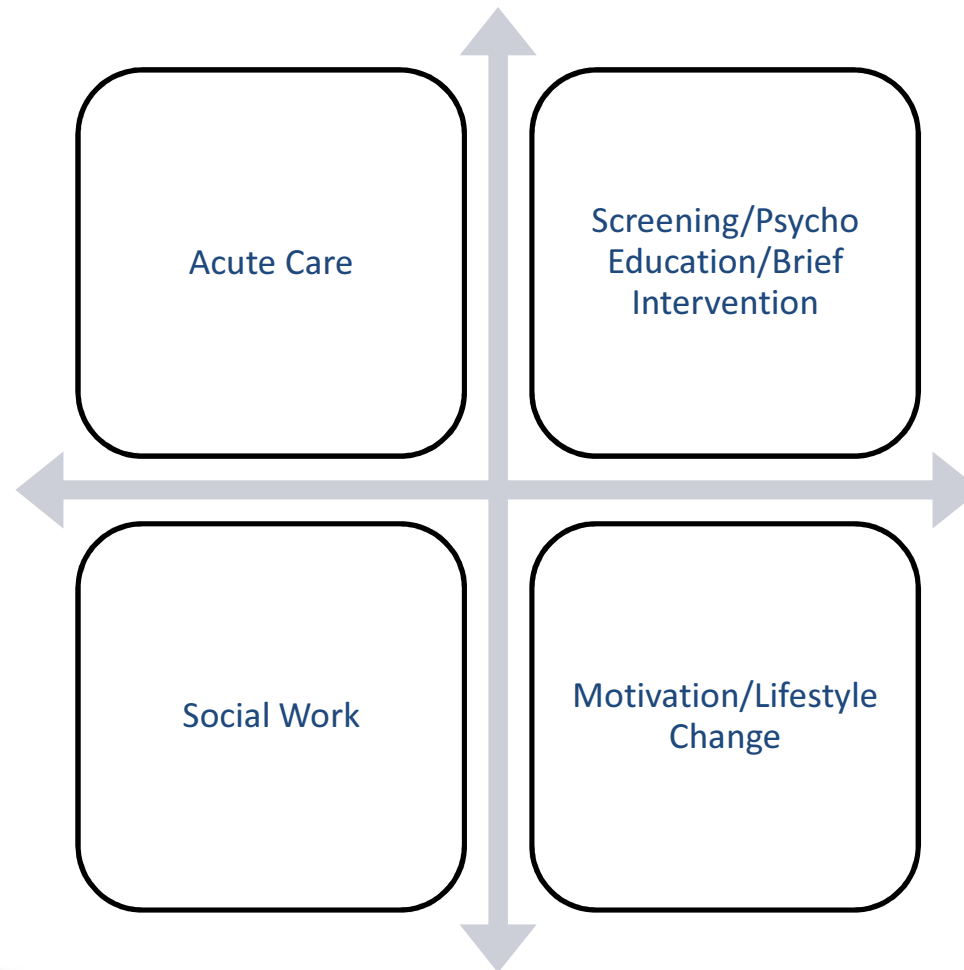 Acute Care
Screening/Psycho
Education/Brief
Intervention
Social Work
Motivation/Lifestyle
Change